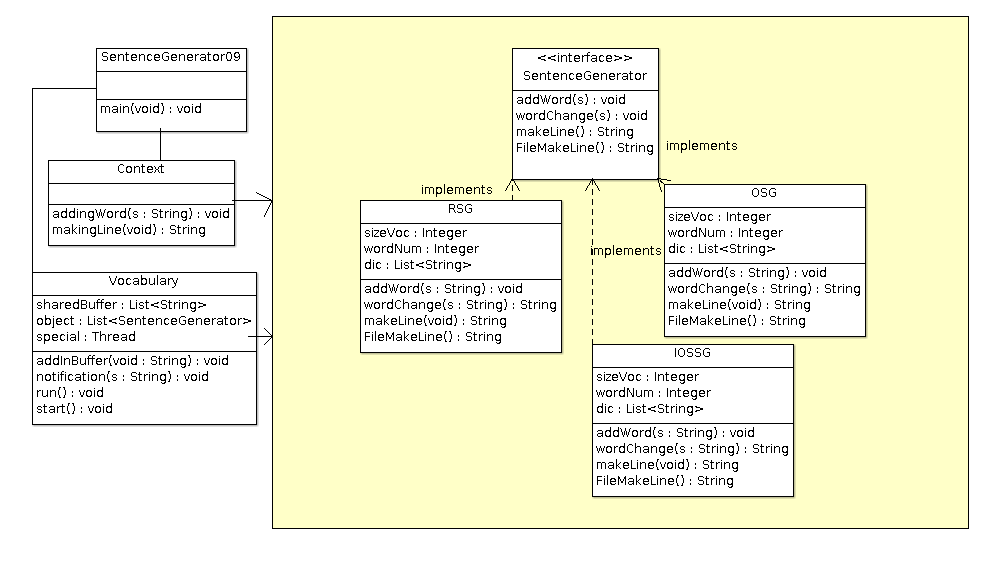 SentenceGenerator09
main(void) : void
Context
addingWord(s : String) : void
makingLine(void) : String
Vocabulary
sharedBuffer : List<String>
object : List<SentenceGenerator>
special : Thread
addInBuffer(void : String) : void
notification(s : String) : void
run() : void
start() : void
<<interface>>
SentenceGenerator
addWord(s) : void
wordChange(s) : void
makeLine() : String
FileMakeLine() : String
implements
implements
implements
RSG
sizeVoc : Integer
wordNum : Integer
dic : List<String>
addWord(s : String) : void
wordChange(s : String) : String
makeLine(void) : String
FileMakeLine() : String
OSG
sizeVoc : Integer
wordNum : Integer
dic : List<String>
addWord(s : String) : void
wordChange(s : String) : String
makeLine(void) : String
FileMakeLine() : String
IOSSG
sizeVoc : Integer
wordNum : Integer
dic : List<String>
addWord(s : String) : void
wordChange(s : String) : String
makeLine(void) : String
FileMakeLine() : String